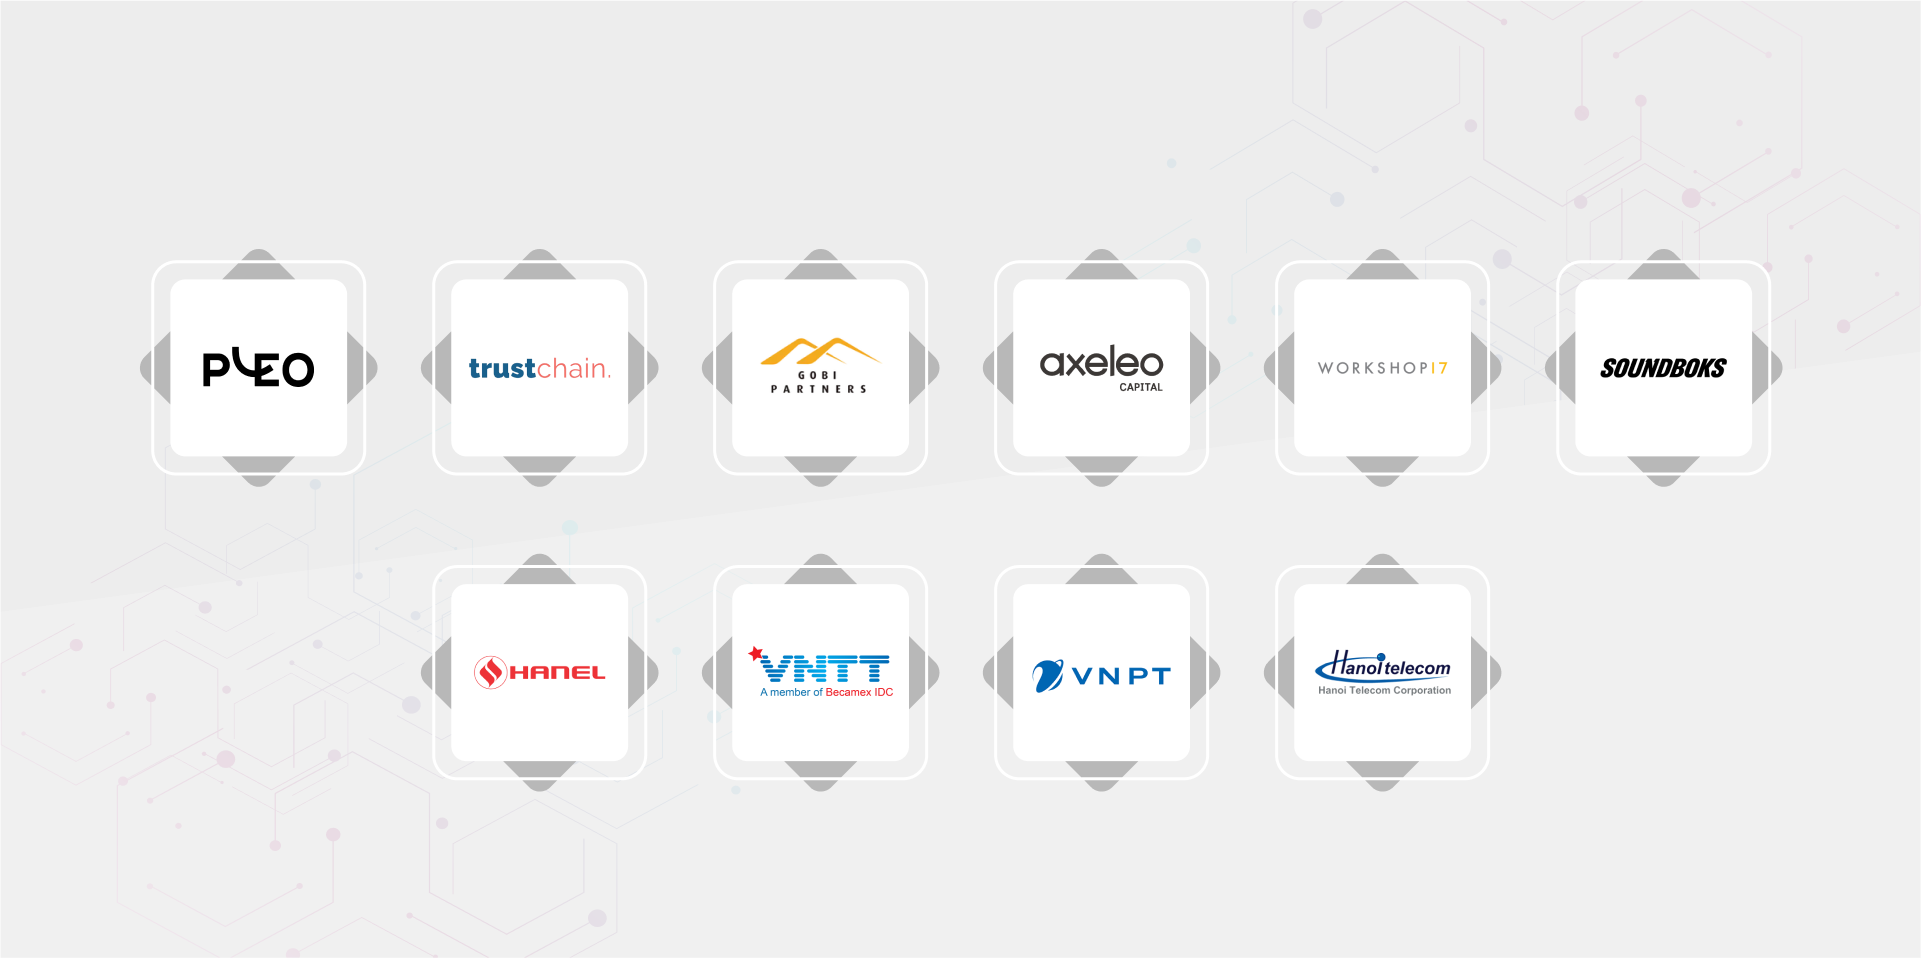 PLEO
trustchain.
GOBI
PARTNERS
axeleo
CAPITAL
WORKSHOP17
SOUNDBOKS
HANEL
VNTT
A member of Becamex IDC
VNPT
Hanoi telecom
Hanoi Telecom Corporation